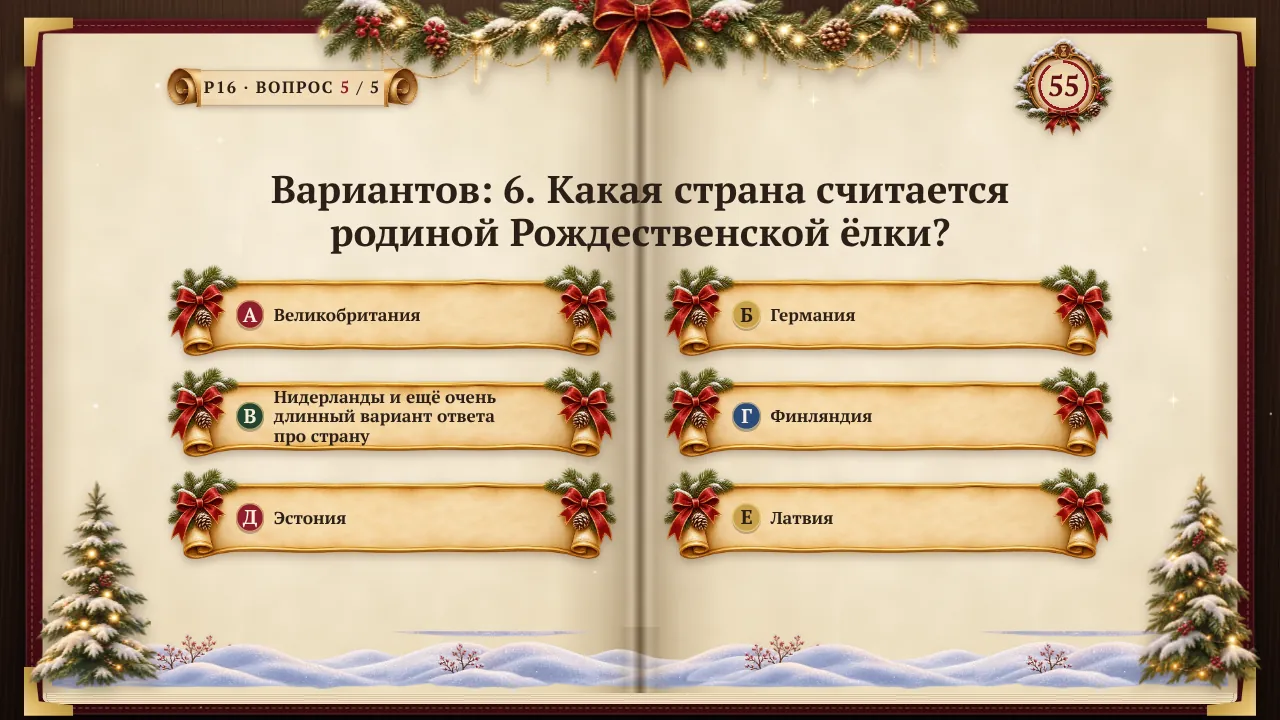 Р16 · ВОПРОС 5 / 5
55
Вариантов: 6. Какая страна считается
родиной Рождественской ёлки?
А Великобритания
Б Германия
В Нидерланды и ещё очень
длинный вариант ответа
про страну
Г Финляндия
Д Эстония
Е Латвия